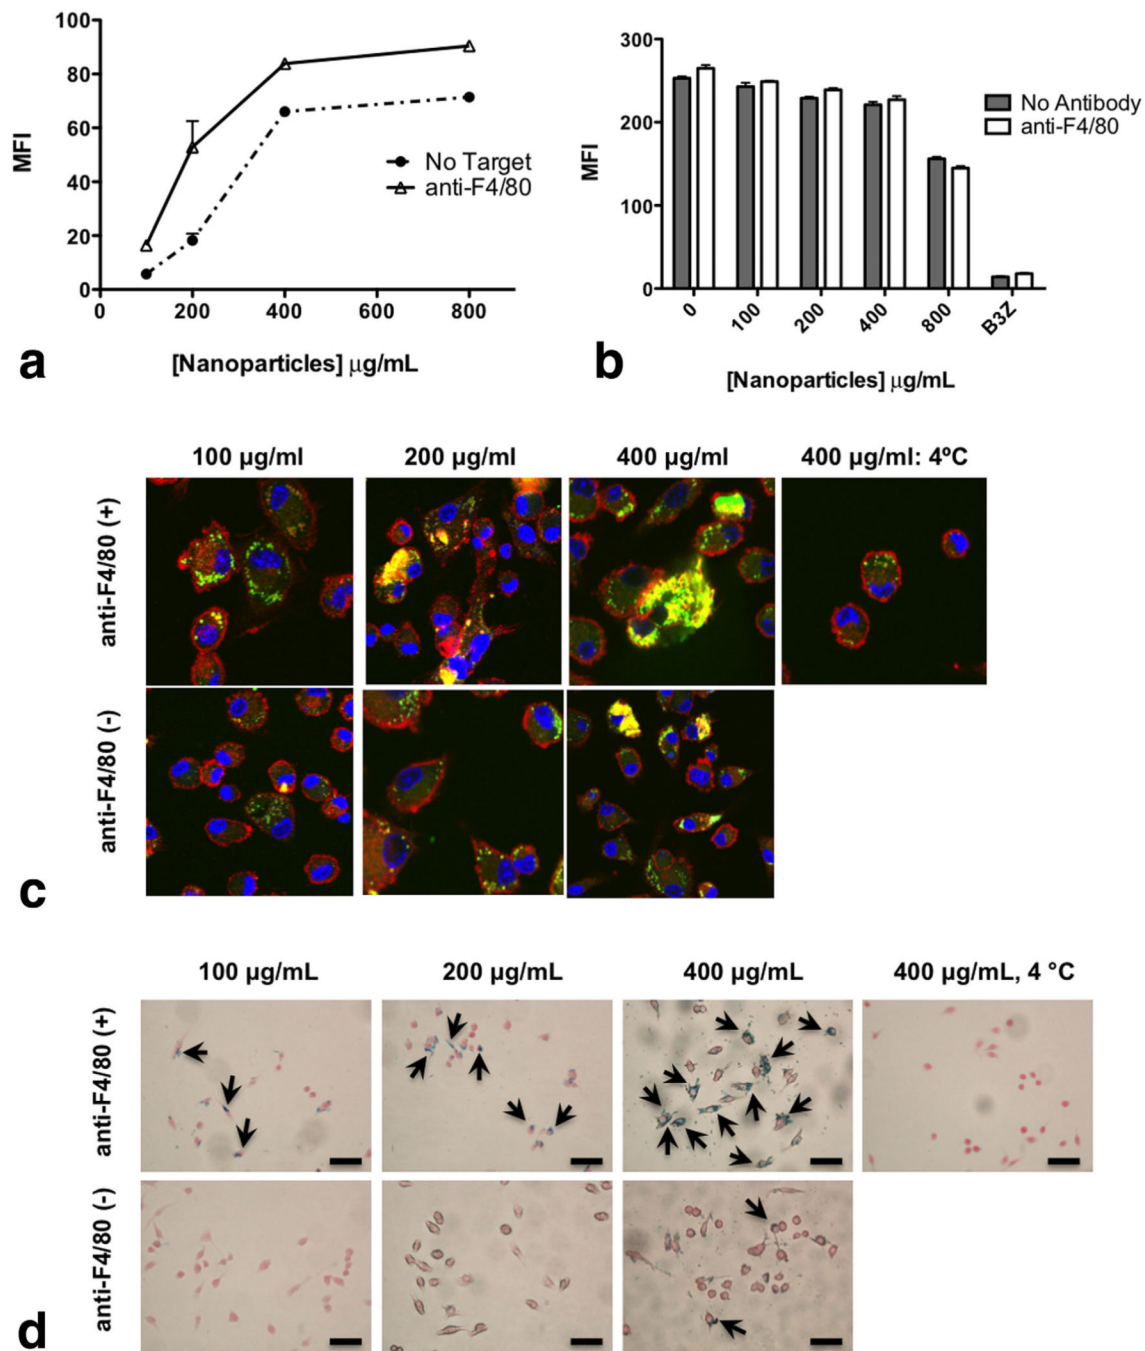 100
80
60
40
20
0
MFI
No Target
anti-F4/80
0
200
400
600
800
[Nanoparticles] μg/mL
a
300
200
100
0
MFI
No Antibody
anti-F4/80
0
100
200
400
800
B3Z
[Nanoparticles] μg/mL
b
100 μg/ml
200 μg/ml
400 μg/ml
400 μg/ml: 4ºC
anti-F4/80 (+)
anti-F4/80 (-)
c
100 μg/mL
200 μg/mL
400 μg/mL
400 μg/mL, 4 °C
anti-F4/80 (+)
anti-F4/80 (-)
d